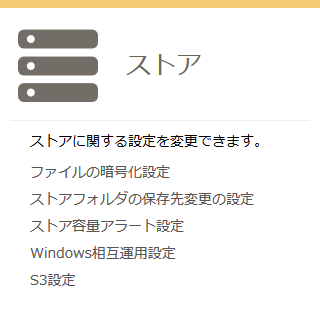 ストア
ストアに関する設定を変更できます。
ファイルの暗号化設定
ストアフォルダの保存先変更の設定
ストア容量アラート設定
Windows相互運用設定
S3設定